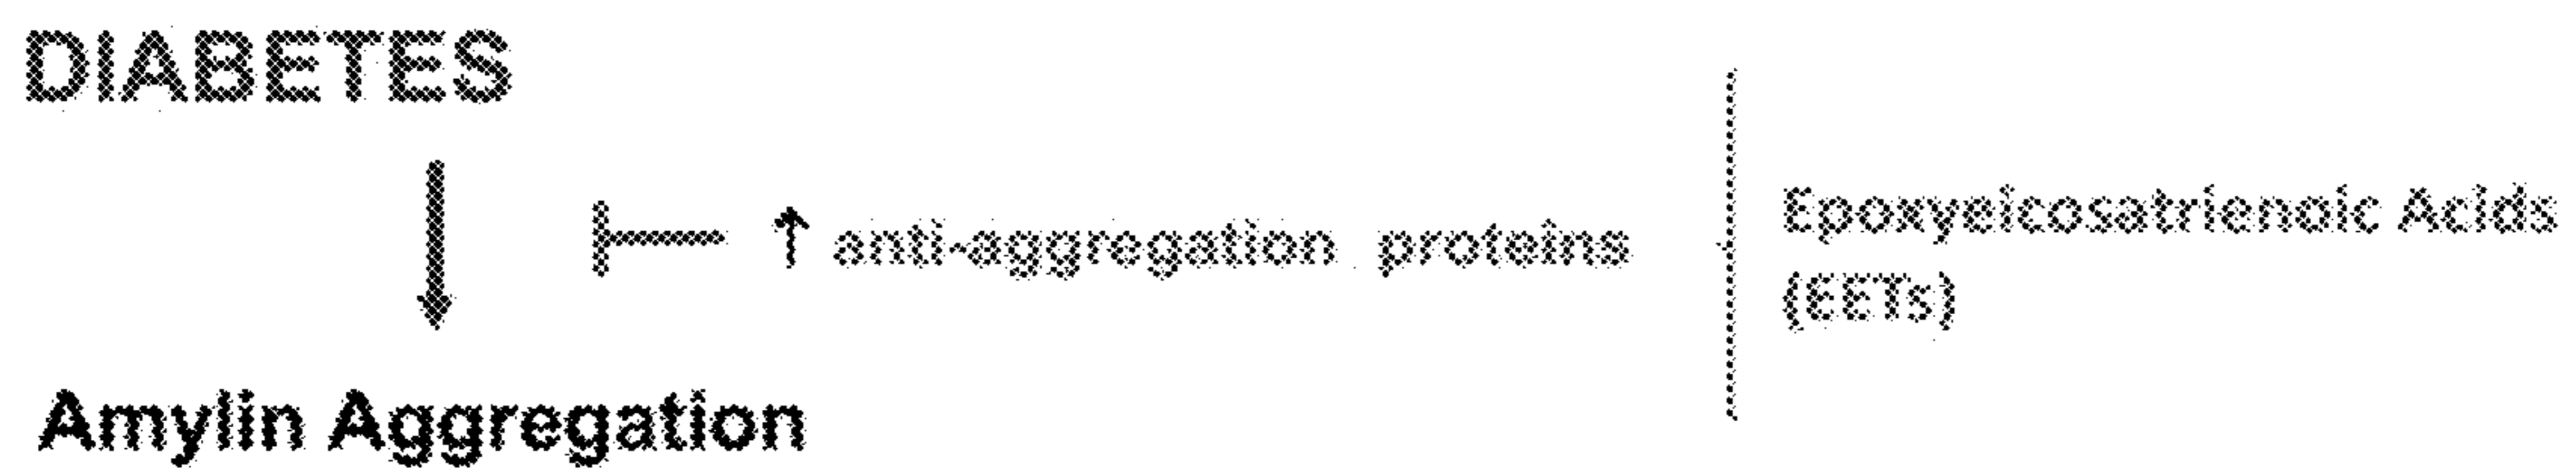 DIABETES
↑ anti-aggregation proteins
Epoxyeicosatrienoic Acids
(EETs)
Amylin Aggregation